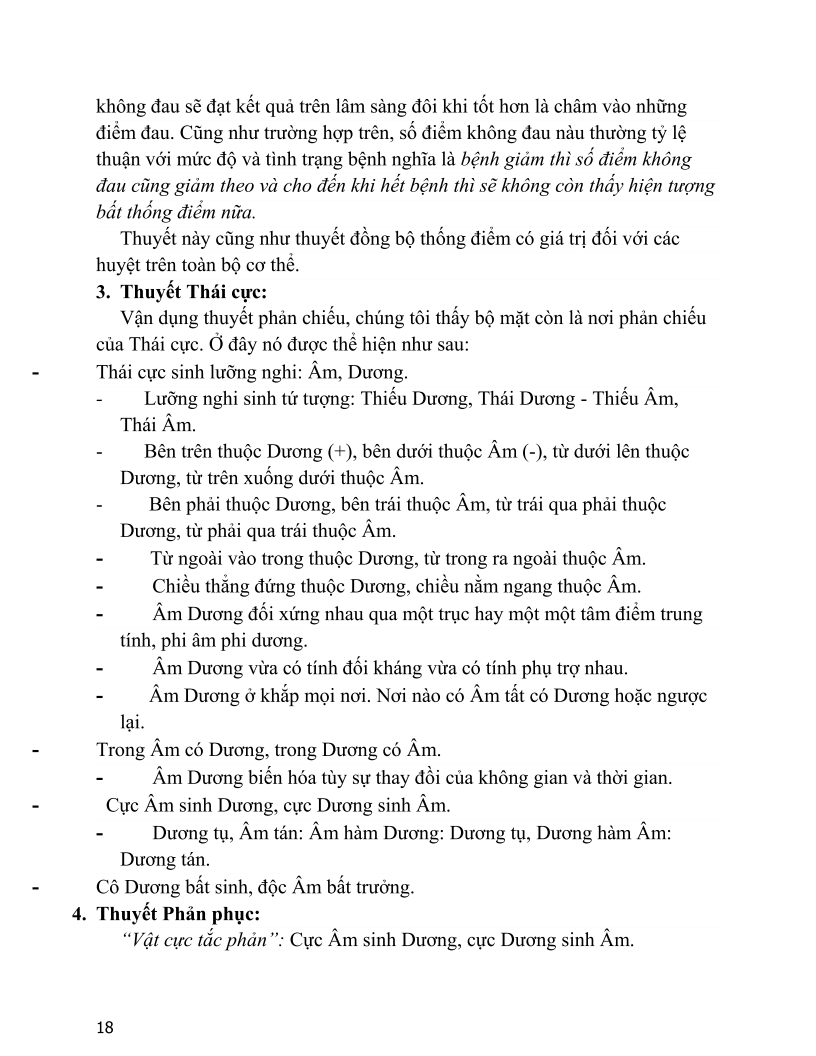 không đau sẽ đạt kết quả trên lâm sàng đôi khi tốt hơn là châm vào những
điểm đau. Cũng như trường hợp trên, số điểm không đau nàu thường tỷ lệ
thuận với mức độ và tình trạng bệnh nghĩa là bệnh giảm thì số điểm không
đau cũng giảm theo và cho đến khi hết bệnh thì sẽ không còn thấy hiện tượng
bất thống điểm nữa.
Thuyết này cũng như thuyết đồng bộ thống điểm có giá trị đối với các
huyệt trên toàn bộ cơ thể.
3. Thuyết Thái cực:
Vận dụng thuyết phản chiếu, chúng tôi thấy bộ mặt còn là nơi phản chiếu
của Thái cực. Ở đây nó được thể hiện như sau:
- Thái cực sinh lưỡng nghi: Âm, Dương.
- Lưỡng nghi sinh tứ tượng: Thiếu Dương, Thái Dương - Thiếu Âm,
Thái Âm.
- Bên trên thuộc Dương (+), bên dưới thuộc Âm (-), từ dưới lên thuộc
Dương, từ trên xuống dưới thuộc Âm.
- Bên phải thuộc Dương, bên trái thuộc Âm, từ trái qua phải thuộc
Dương, từ phải qua trái thuộc Âm.
- Từ ngoài vào trong thuộc Dương, từ trong ra ngoài thuộc Âm.
- Chiều thẳng đứng thuộc Dương, chiều nằm ngang thuộc Âm.
- Âm Dương đối xứng nhau qua một trục hay một một tâm điểm trung
tính, phi âm phi dương.
- Âm Dương vừa có tính đối kháng vừa có tính phụ trợ nhau.
- Âm Dương ở khắp mọi nơi. Nơi nào có Âm tất có Dương hoặc ngược
lại.
- Trong Âm có Dương, trong Dương có Âm.
- Âm Dương biến hóa tùy sự thay đồi của không gian và thời gian.
- Cực Âm sinh Dương, cực Dương sinh Âm.
- Dương tụ, Âm tán: Âm hàm Dương: Dương tụ, Dương hàm Âm:
Dương tán.
- Cô Dương bất sinh, độc Âm bất trưởng.
4. Thuyết Phản phục:
“Vật cực tắc phản”: Cực Âm sinh Dương, cực Dương sinh Âm.
18